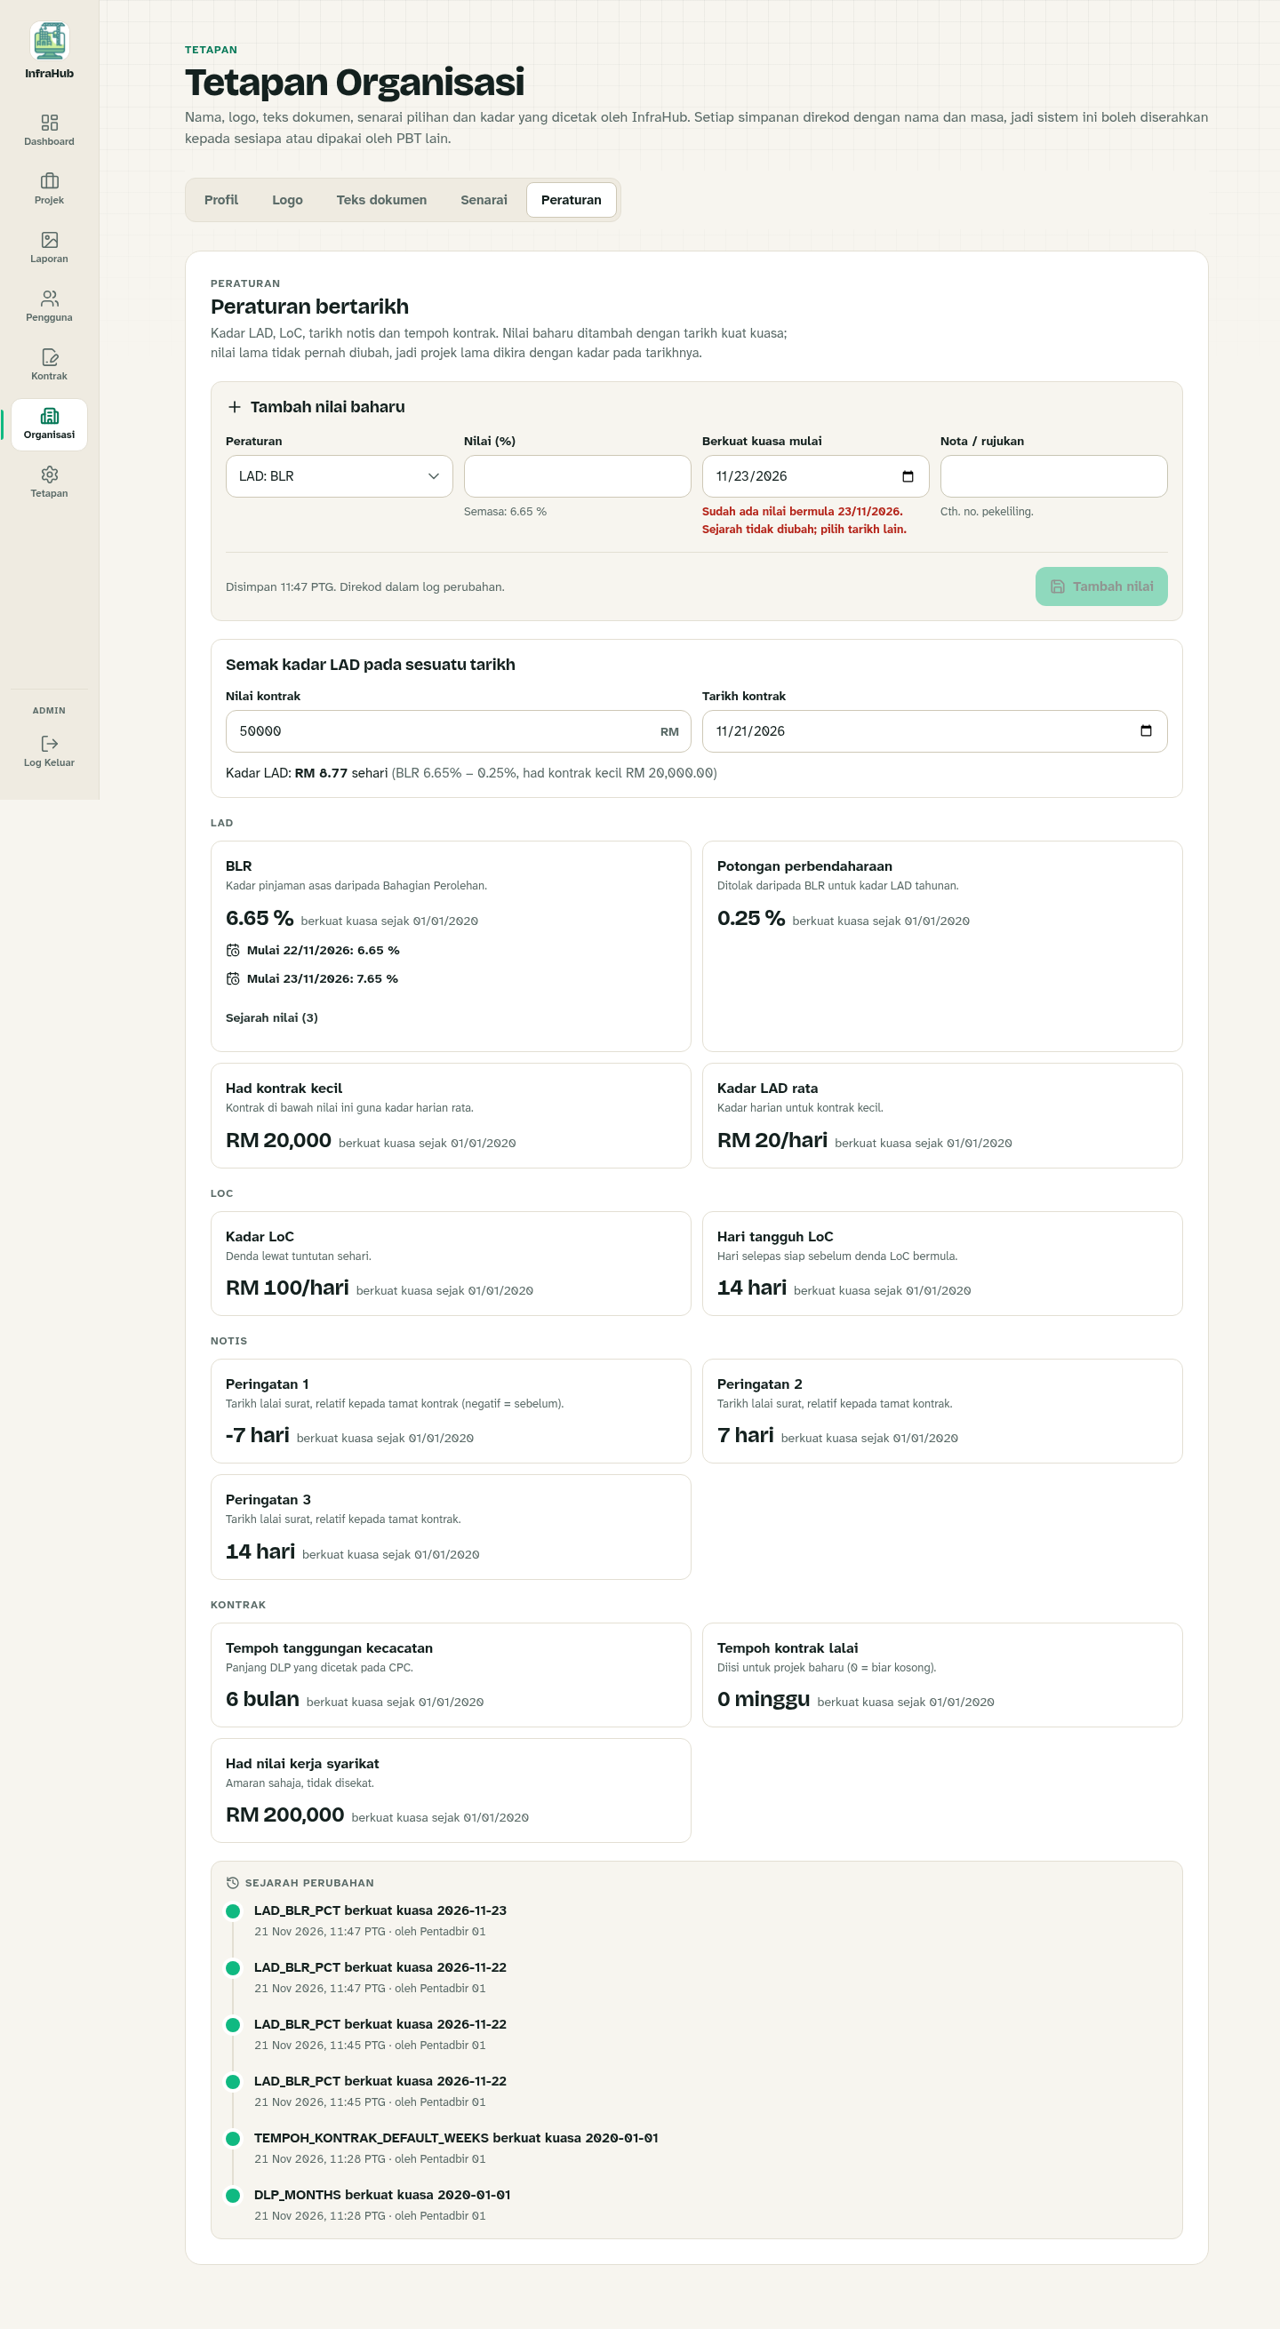 InfraHub
Dashboard
Projek
Laporan
Pengguna
Kontrak
Organisasi
Tetapan
ADMIN
Log Keluar
TETAPAN
Tetapan Organisasi
Nama, logo, teks dokumen, senarai pilihan dan kadar yang dicetak oleh InfraHub. Setiap simpanan direkod dengan nama dan masa, jadi sistem ini boleh diserahkan
kepada sesiapa atau dipakai oleh PBT lain.
Profil
Logo
Teks dokumen
Senarai
Peraturan
PERATURAN
Peraturan bertarikh
Kadar LAD, LoC, tarikh notis dan tempoh kontrak. Nilai baharu ditambah dengan tarikh kuat kuasa;
nilai lama tidak pernah diubah, jadi projek lama dikira dengan kadar pada tarikhnya.
Tambah nilai baharu
Peraturan
Nilai (%)
Berkuat kuasa mulai
Nota / rujukan
LAD: BLR
11/23/2026
Semasa: 6.65 %
Sudah ada nilai bermula 23/11/2026.
Sejarah tidak diubah; pilih tarikh lain.
Cth. no. pekeliling.
Disimpan 11:47 PTG. Direkod dalam log perubahan.
Tambah nilai
Semak kadar LAD pada sesuatu tarikh
Nilai kontrak
Tarikh kontrak
50000
RM
11/21/2026
Kadar LAD: RM 8.77 sehari (BLR 6.65% − 0.25%, had kontrak kecil RM 20,000.00)
LAD
BLR
Kadar pinjaman asas daripada Bahagian Perolehan.
6.65 % berkuat kuasa sejak 01/01/2020
Mulai 22/11/2026: 6.65 %
Mulai 23/11/2026: 7.65 %
Sejarah nilai (3)
Potongan perbendaharaan
Ditolak daripada BLR untuk kadar LAD tahunan.
0.25 % berkuat kuasa sejak 01/01/2020
Had kontrak kecil
Kontrak di bawah nilai ini guna kadar harian rata.
RM 20,000 berkuat kuasa sejak 01/01/2020
Kadar LAD rata
Kadar harian untuk kontrak kecil.
RM 20/hari berkuat kuasa sejak 01/01/2020
LOC
Kadar LoC
Denda lewat tuntutan sehari.
RM 100/hari berkuat kuasa sejak 01/01/2020
Hari tangguh LoC
Hari selepas siap sebelum denda LoC bermula.
14 hari berkuat kuasa sejak 01/01/2020
NOTIS
Peringatan 1
Tarikh lalai surat, relatif kepada tamat kontrak (negatif = sebelum).
-7 hari berkuat kuasa sejak 01/01/2020
Peringatan 2
Tarikh lalai surat, relatif kepada tamat kontrak.
7 hari berkuat kuasa sejak 01/01/2020
Peringatan 3
Tarikh lalai surat, relatif kepada tamat kontrak.
14 hari berkuat kuasa sejak 01/01/2020
KONTRAK
Tempoh tanggungan kecacatan
Panjang DLP yang dicetak pada CPC.
6 bulan berkuat kuasa sejak 01/01/2020
Tempoh kontrak lalai
Diisi untuk projek baharu (0 = biar kosong).
0 minggu berkuat kuasa sejak 01/01/2020
Had nilai kerja syarikat
Amaran sahaja, tidak disekat.
RM 200,000 berkuat kuasa sejak 01/01/2020
SEJARAH PERUBAHAN
LAD_BLR_PCT berkuat kuasa 2026-11-23
21 Nov 2026, 11:47 PTG · oleh Pentadbir 01
LAD_BLR_PCT berkuat kuasa 2026-11-22
21 Nov 2026, 11:47 PTG · oleh Pentadbir 01
LAD_BLR_PCT berkuat kuasa 2026-11-22
21 Nov 2026, 11:45 PTG · oleh Pentadbir 01
LAD_BLR_PCT berkuat kuasa 2026-11-22
21 Nov 2026, 11:45 PTG · oleh Pentadbir 01
TEMPOH_KONTRAK_DEFAULT_WEEKS berkuat kuasa 2020-01-01
21 Nov 2026, 11:28 PTG · oleh Pentadbir 01
DLP_MONTHS berkuat kuasa 2020-01-01
21 Nov 2026, 11:28 PTG · oleh Pentadbir 01